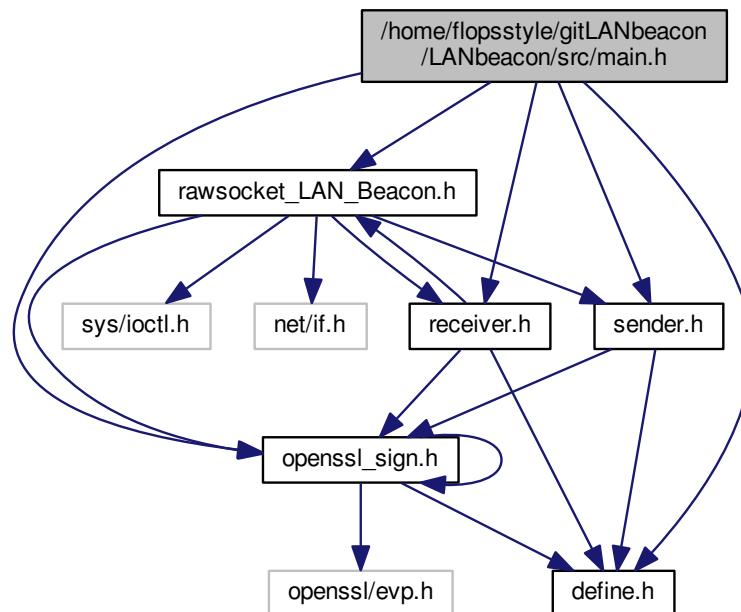 /home/flopsstyle/gitLANbeacon
/LANbeacon/src/main.h
rawsocket_LAN_Beacon.h
sys/ioctl.h
net/if.h
receiver.h
sender.h
openssl_sign.h
openssl/evp.h
define.h